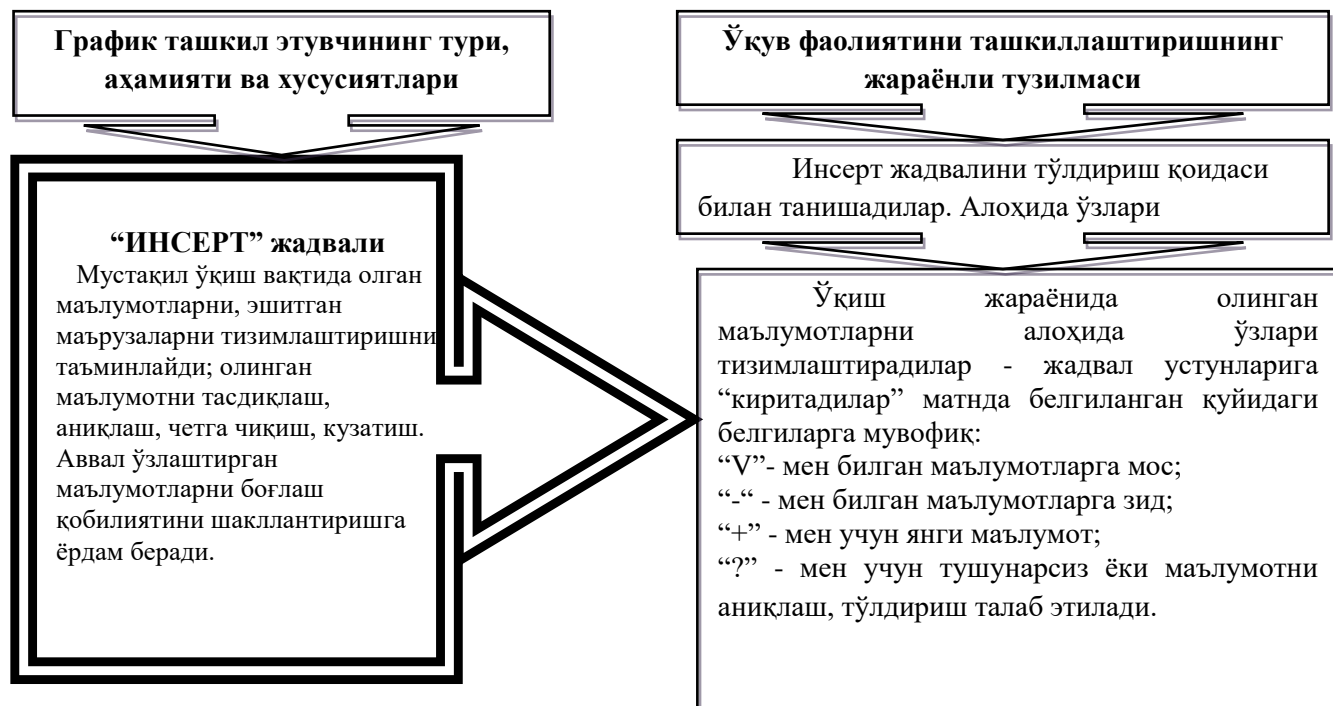 График ташкил этувчининг тури,
аҳамияти ва хусусиятлари
“ИНСЕРТ” жадвали
Мустақил ўқиш вақтида олган
маълумотларни, эшитган
маърузаларни тизимлаштиришни
таъминлайди; олинган
маълумотни тасдиқлаш,
аниқлаш, четга чиқиш, кузатиш.
Аввал ўзлаштирган
маълумотларни боғлаш
қобилиятини шакллантиришга
ёрдам беради.
Ўқув фаолиятини ташкиллаштиришнинг
жараёнли тузилмаси
Инсерт жадвалини тўлдириш қоидаси
билан танишадилар. Алоҳида ўзлари
Ўқиш жараёнида олинган
маълумотларни алоҳида ўзлари
тизимлаштирадилар - жадвал устунларига
“киритадилар” матнда белгиланган қуйидаги
белгиларга мувофиқ:
“V”- мен билган маълумотларга мос;
“-“ - мен билган маълумотларга зид;
“+” - мен учун янги маълумот;
“?” - мен учун тушунарсиз ёки маълумотни
аниқлаш, тўлдириш талаб этилади.